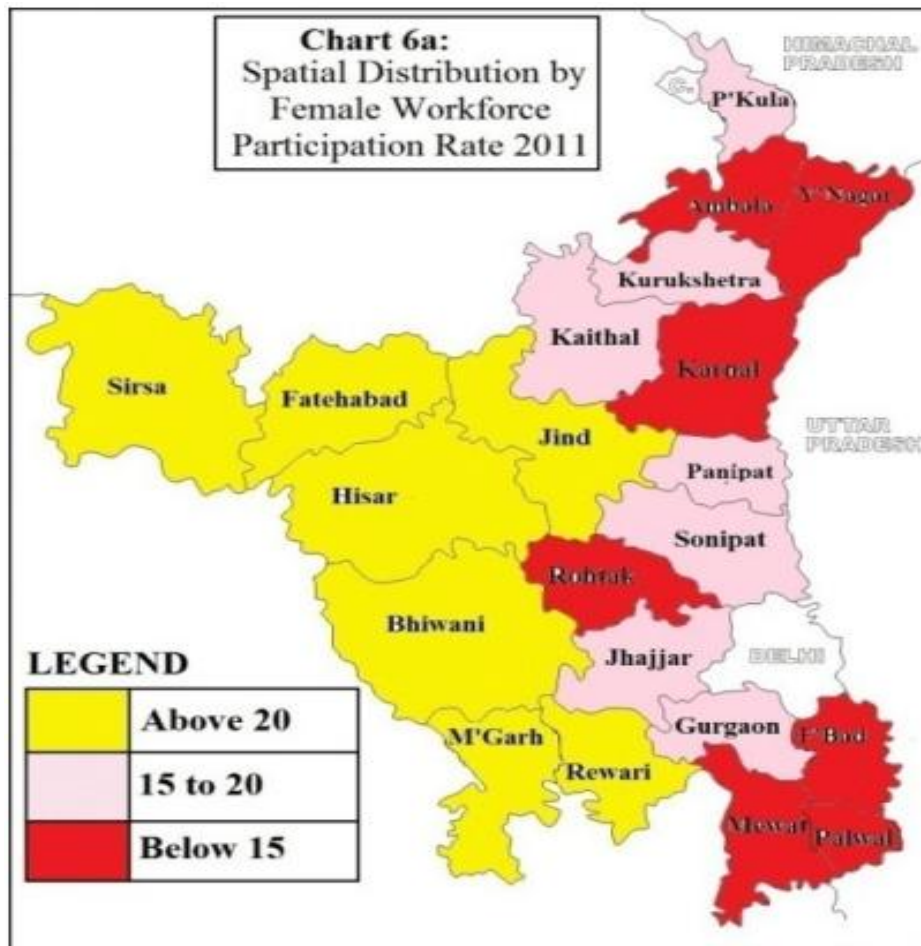 Chart 6a:
Spatial Distribution by
Female Workforce
Participation Rate 2011
HIMACHAL
PRADESH
C.
P'Kula
Ambala
Y'Nagar
Kurukshetra
Kaithal
Karnal
Sirsa
Fatehabad
Jind
UTTAR
PRADESH
Panipat
Hisar
Sonipat
Rohtak
Bhiwani
Jhajjar
DELHI
LEGEND
Above 20
15 to 20
Below 15
M'Garh
Rewari
Gurgaon
F'Bad
Mewat
Palwal